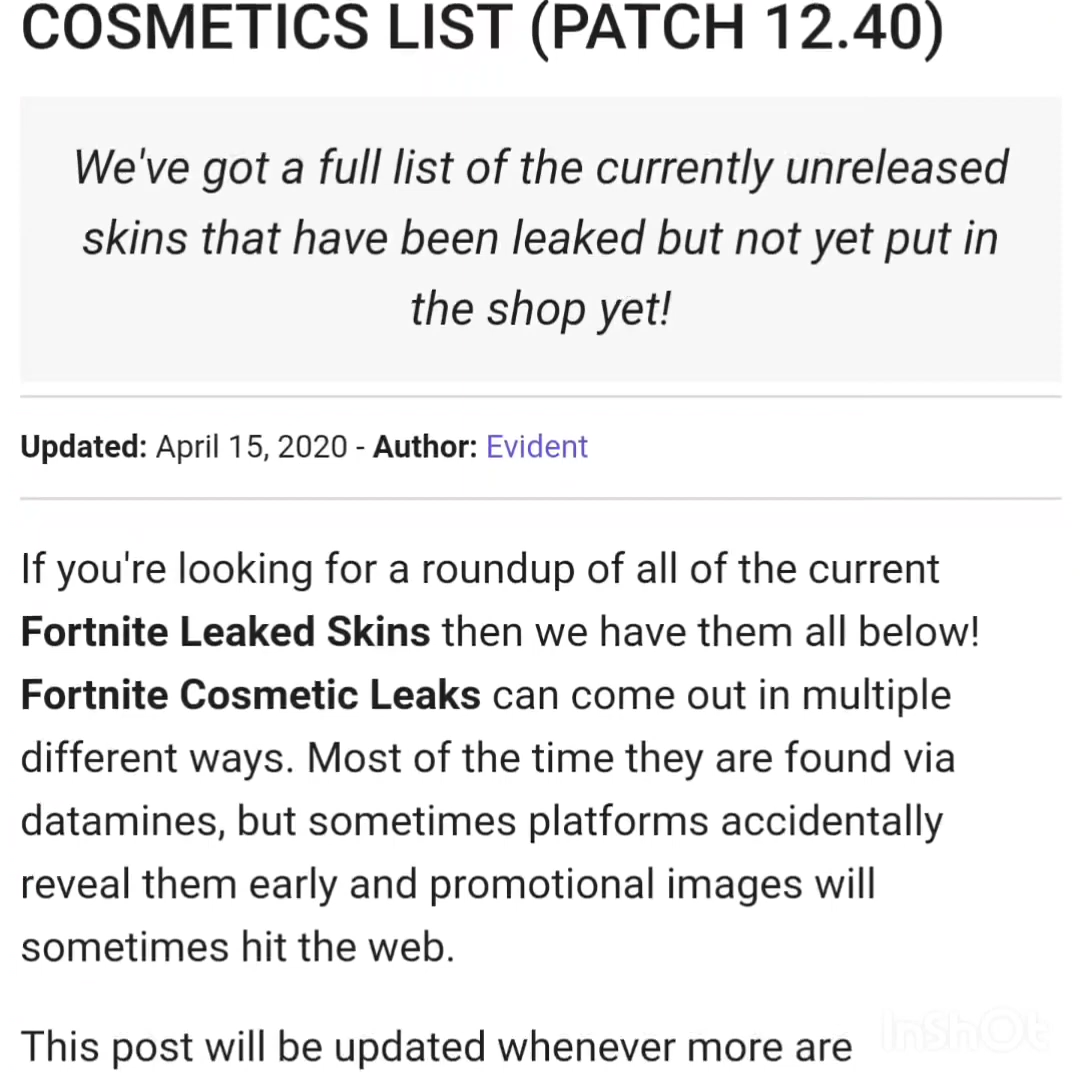 COSMETICS LIST (PATCH 12.40)
We've got a full list of the currently unreleased
skins that have been leaked but not yet put in
the shop yet!
Updated: April 15, 2020 - Author: Evident
If you're looking for a roundup of all of the current
Fortnite Leaked Skins then we have them all below!
Fortnite Cosmetic Leaks can come out in multiple
different ways. Most of the time they are found via
datamines, but sometimes platforms accidentally
reveal them early and promotional images will
sometimes hit the web.
This post will be updated whenever more are
InShOt